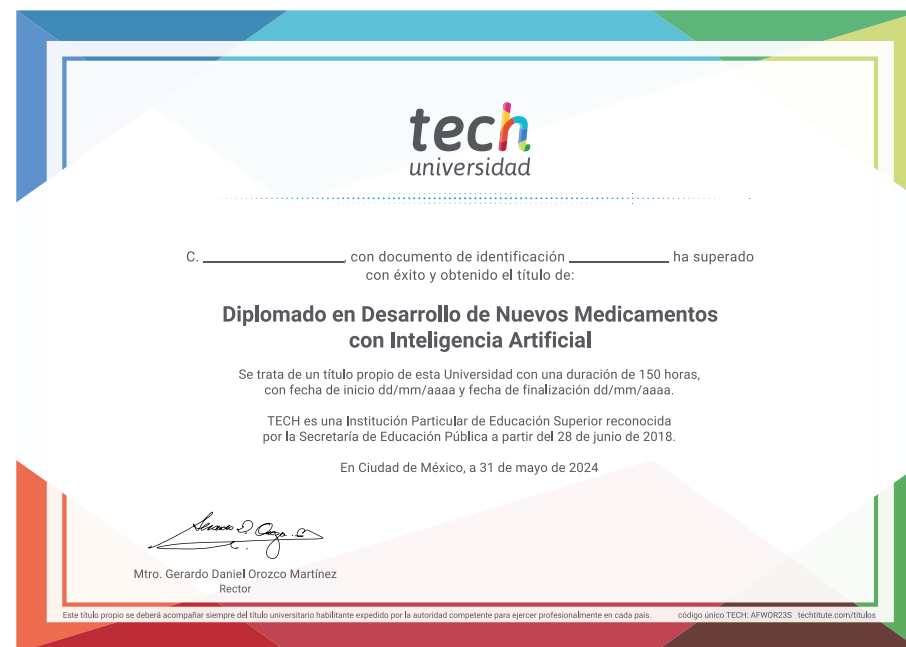 tech
universidad
C. ____________, con documento de identificación ____________ ha superado
con éxito y obtenido el título de:
Diplomado en Desarrollo de Nuevos Medicamentos
con Inteligencia Artificial
Se trata de un título propio de esta Universidad con una duración de 150 horas,
con fecha de inicio dd/mm/aaaa y fecha de finalización dd/mm/aaaa.
TECH es una Institución Particular de Educación Superior reconocida
por la Secretaría de Educación Pública a partir del 28 de junio de 2018.
En Ciudad de México, a 31 de mayo de 2024
Mtro. Gerardo Daniel Orozco Martínez
Rector
Este título propio se deberá acompañar siempre del título universitario habilitante expedido por la autoridad competente para ejercer profesionalmente en cada país. código único TECH: AFWOR23S techtitute.com/titulos